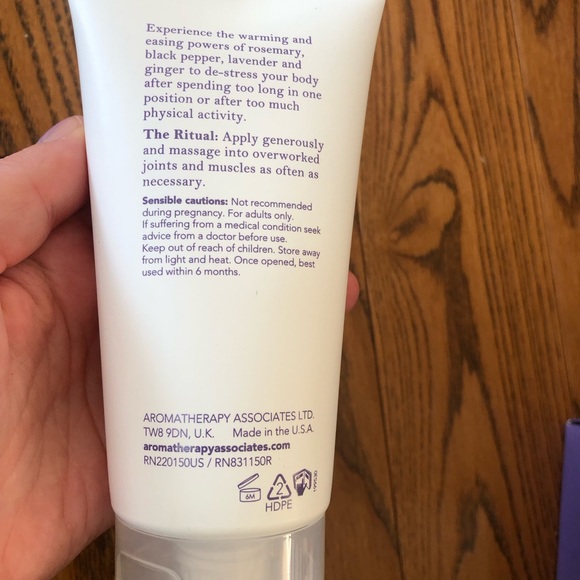 Experience the warming and
easing powers of rosemary,
black pepper, lavender and
ginger to de-stress your body
after spending too long in one
position or after too much
physical activity.
The Ritual: Apply generously
and massage into overworked
joints and muscles as often as
necessary.
Sensible cautions: Not recommended
during pregnancy. For adults only.
If suffering from a medical condition seek
advice from a doctor before use.
Keep out of reach of children. Store away
from light and heat. Once opened, best
used within 6 months.
AROMATHERAPY ASSOCIATES LTD.
TW8 9DN, U.K. Made in the U.S.A.
aromatherapyassociates.com
RN220150US / RN831150R
6M
2
HDPE